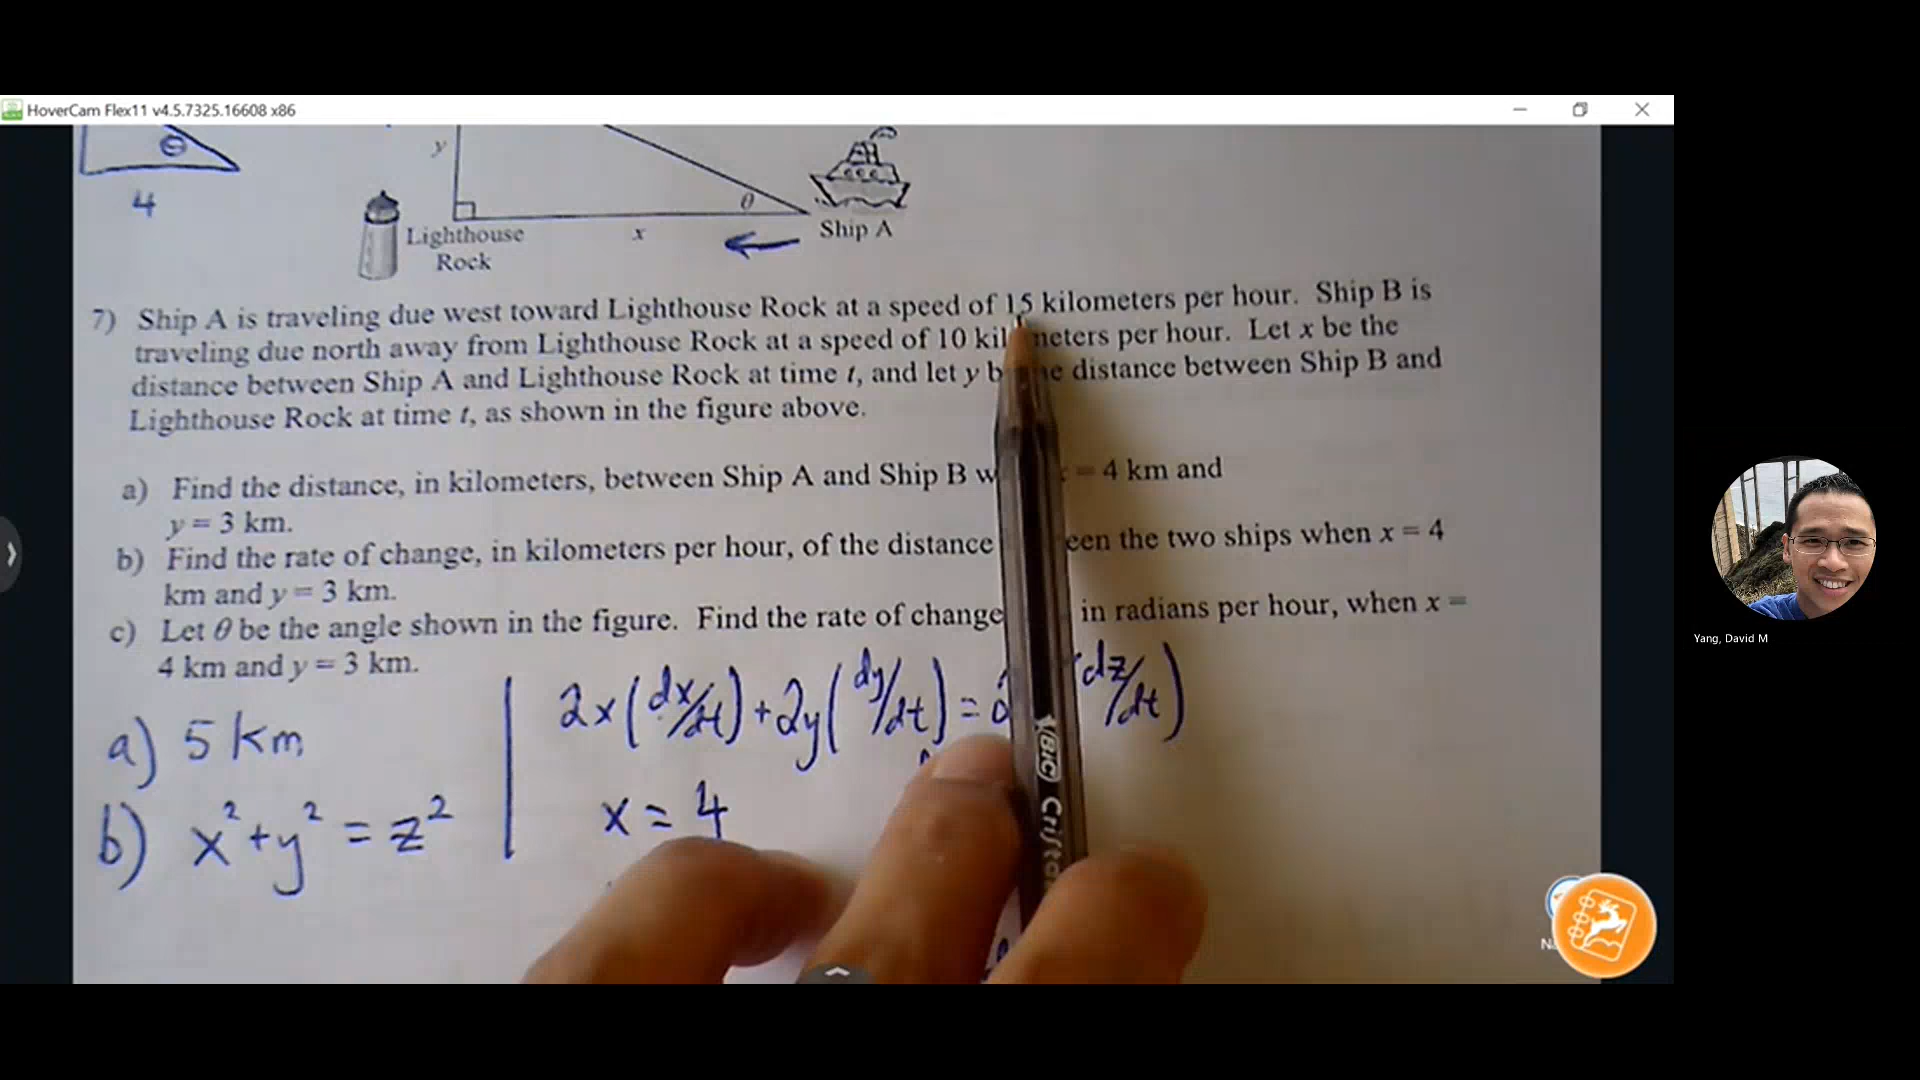 HoverCam Flex11 v4.5.7325.16608 x86
θ
4
y
θ
x
Lighthouse
Rock
Ship A
7) Ship A is traveling due west toward Lighthouse Rock at a speed of 15 kilometers per hour. Ship B is
traveling due north away from Lighthouse Rock at a speed of 10 kil meters per hour. Let x be the
distance between Ship A and Lighthouse Rock at time t, and let y b e distance between Ship B and
Lighthouse Rock at time t, as shown in the figure above.
a) Find the distance, in kilometers, between Ship A and Ship B w = 4 km and
y = 3 km.
b) Find the rate of change, in kilometers per hour, of the distance een the two ships when x = 4
km and y = 3 km.
c) Let θ be the angle shown in the figure. Find the rate of change in radians per hour, when x =
4 km and y = 3 km.
a) 5 km
b) x² + y² = z²
2x(dx/dt) + 2y(dy/dt) = (dz/dt)
x = 4
BIC Crista
Yang, David M